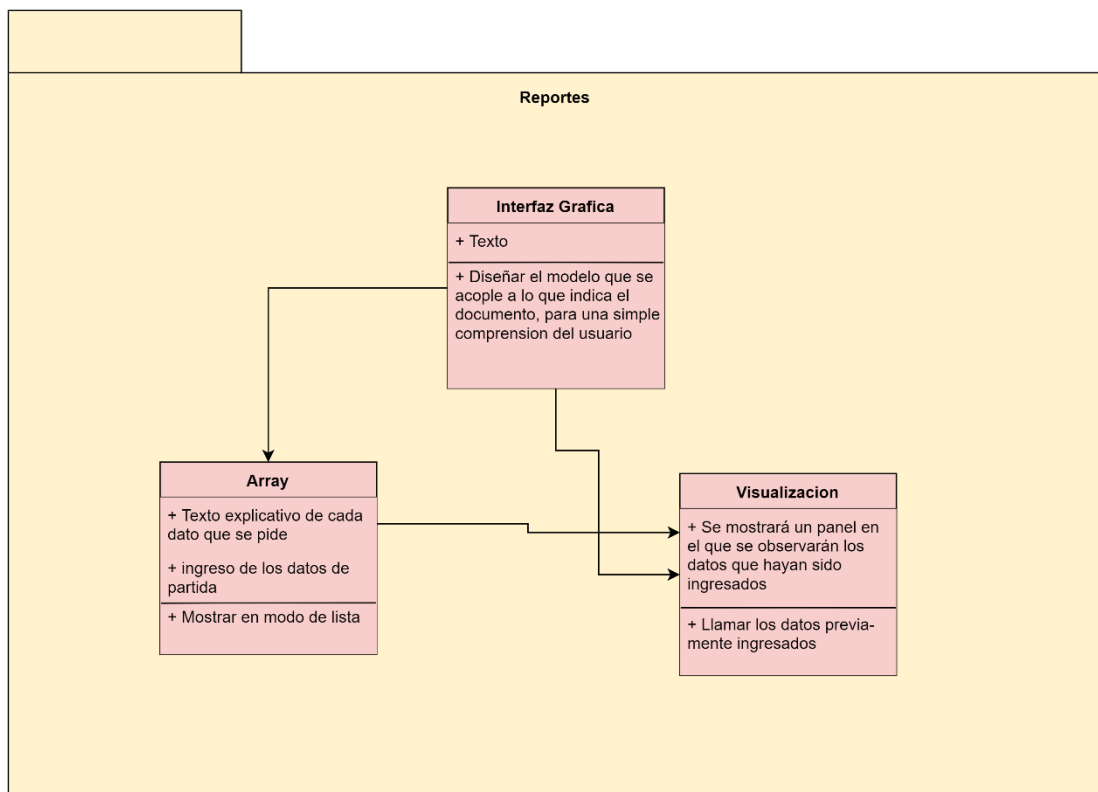 Reportes
Interfaz Grafica
+ Texto
+ Diseñar el modelo que se
acople a lo que indica el
documento, para una simple
comprension del usuario
Array
+ Texto explicativo de cada
dato que se pide
+ ingreso de los datos de
partida
+ Mostrar en modo de lista
Visualizacion
+ Se mostrará un panel en
el que se observarán los
datos que hayan sido
ingresados
+ Llamar los datos previa-
mente ingresados